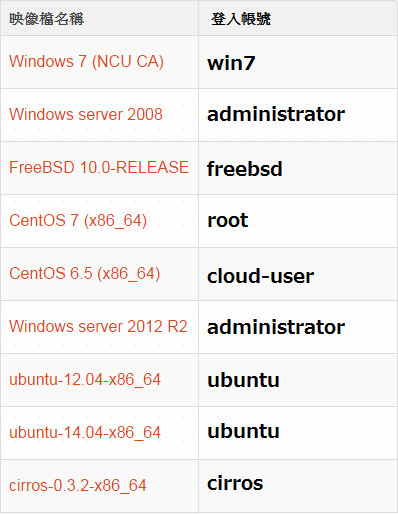 映像檔名稱 登入帳號
Windows 7 (NCU CA) win7
Windows server 2008 administrator
FreeBSD 10.0-RELEASE freebsd
CentOS 7 (x86_64) root
CentOS 6.5 (x86_64) cloud-user
Windows server 2012 R2 administrator
ubuntu-12.04-x86_64 ubuntu
ubuntu-14.04-x86_64 ubuntu
cirros-0.3.2-x86_64 cirros